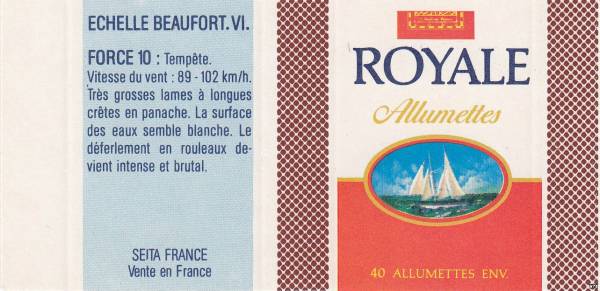 ECHELLE BEAUFORT.VI.
FORCE 10 : Tempête.
Vitesse du vent : 89 - 102 km/h.
Très grosses lames à longues
crêtes en panache. La surface
des eaux semble blanche. Le
déferlement en rouleaux de-
vient intense et brutal.
SEITA FRANCE
Vente en France
ROYALE
Allumettes
40 ALLUMETTES ENV.